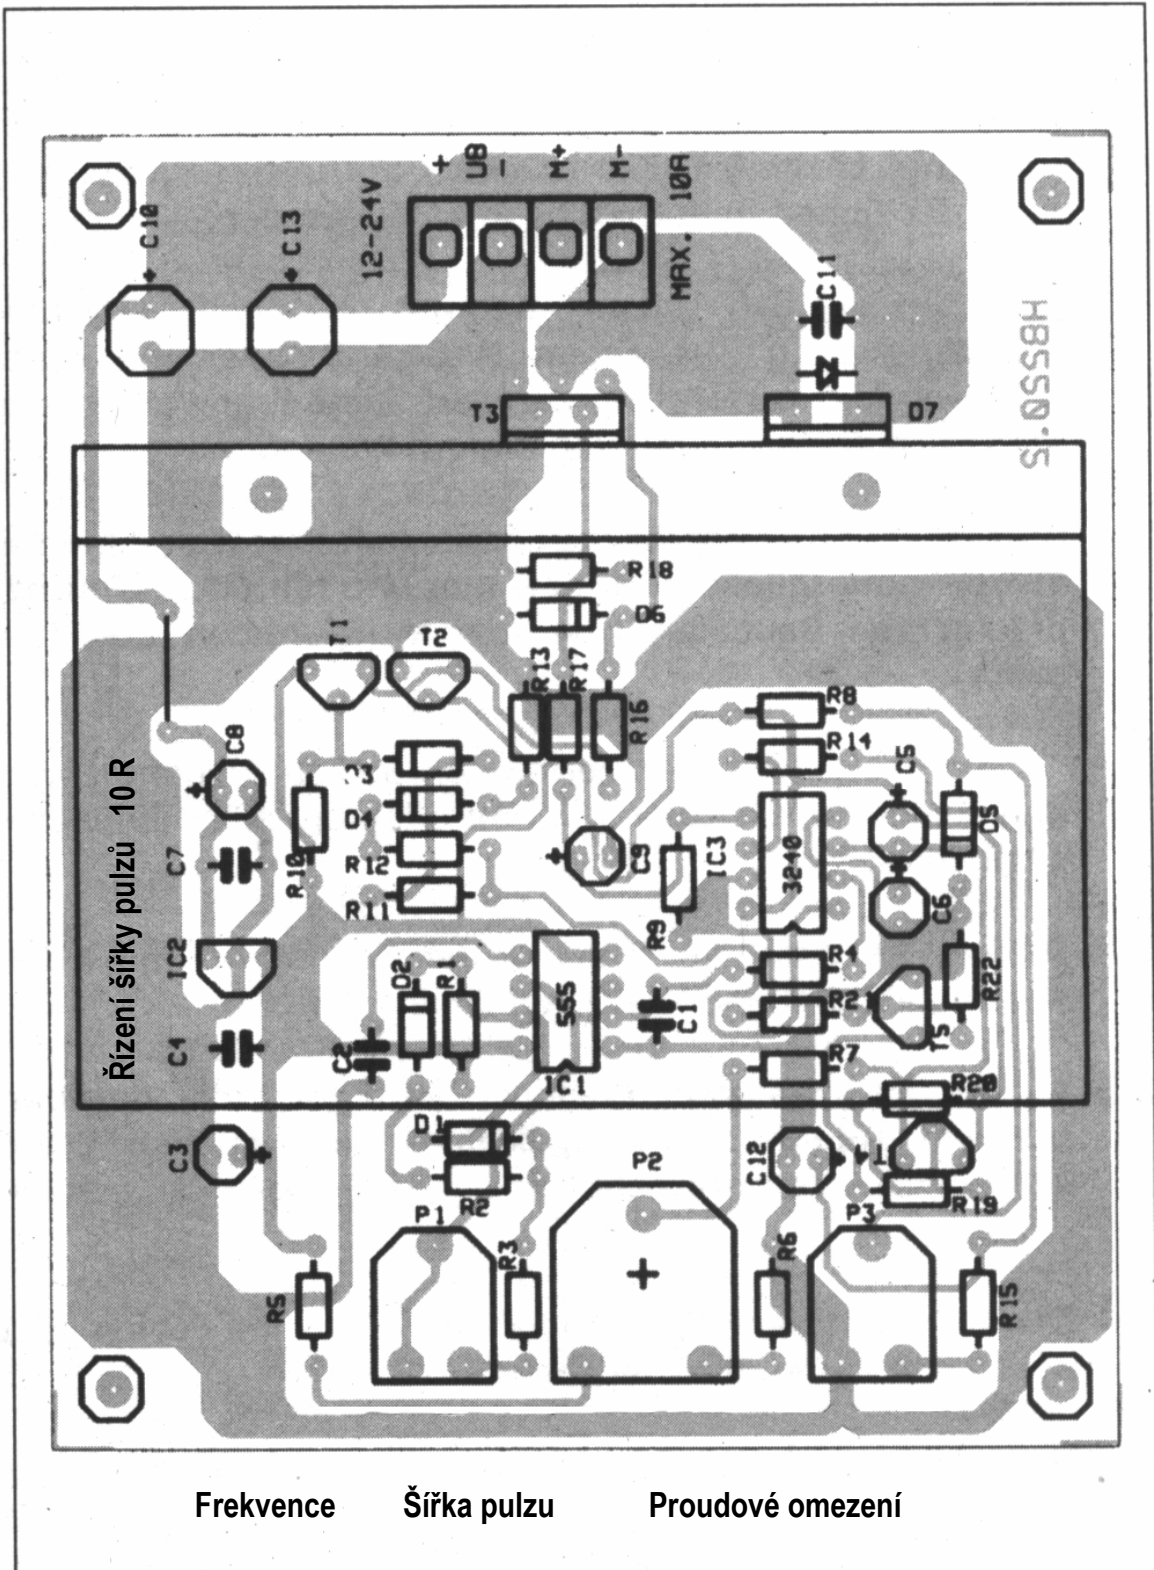 + UB - M+ M-
12-24V
MAX. 10A
C10
C13
C11
H8SS0.S
T3
D7
R18
D6
T1
T2
R13
R17
R16
R8
R14
C8
C5
D5
D4
R12
R11
R10
C7
C9
IC3
3240
C6
R9
IC2
D2
R1
555
C1
R4
R2
R22
T5
C4
C2
IC1
R7
R20
Řízení šířky pulzů 10 R
C3
D1
R2
P2
C12
T4
R19
P1
R3
R6
P3
R5
R15
Frekvence Šířka pulzu Proudové omezení